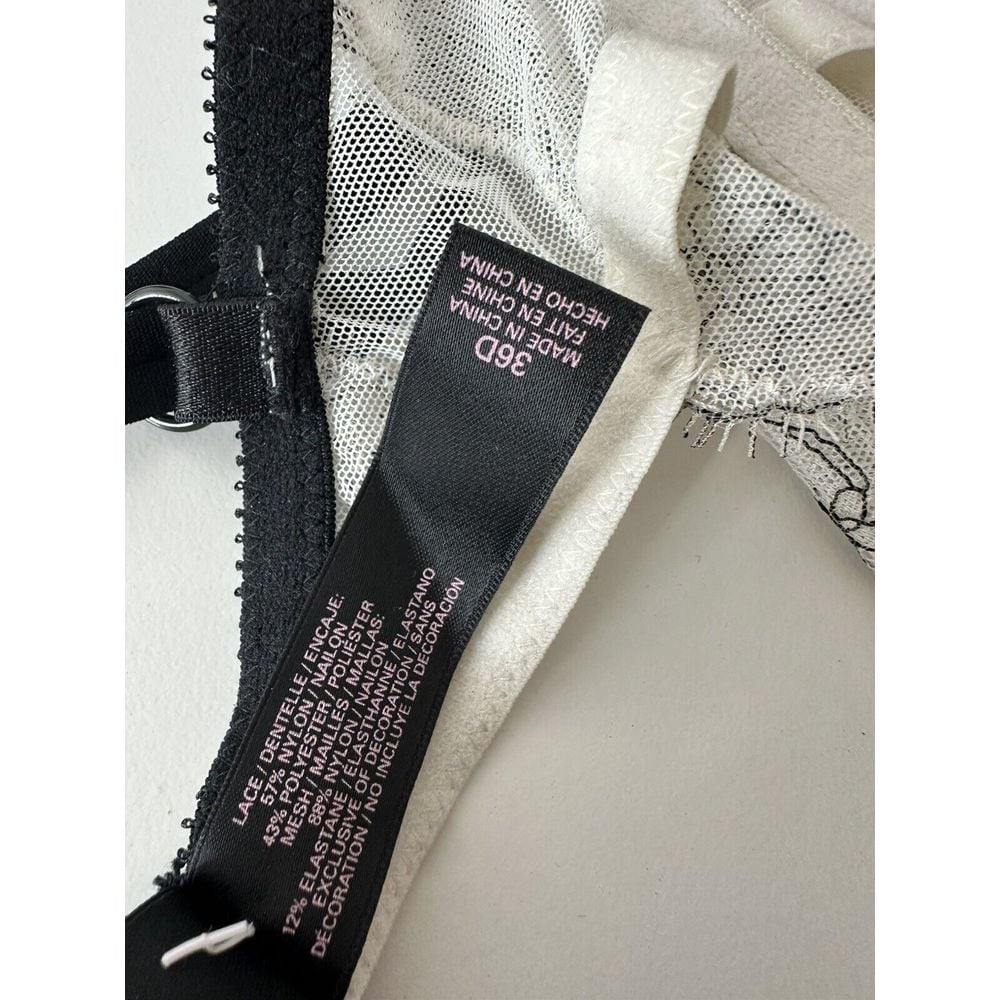 36D
MADE IN CHINA
FAIT EN CHINE
HECHO EN CHINA
LACE / DENTELLE / ENCAJE:
57% NYLON / NAILON
43% POLYESTER / POLIÉSTER
MESH / MAILLES / MALLAS:
88% NYLON / NAILON
12% ELASTANE / ÉLASTHANNE / ELASTANO
EXCLUSIVE OF DECORATION / SANS
DÉCORATION / NO INCLUYE LA DECORACIÓN